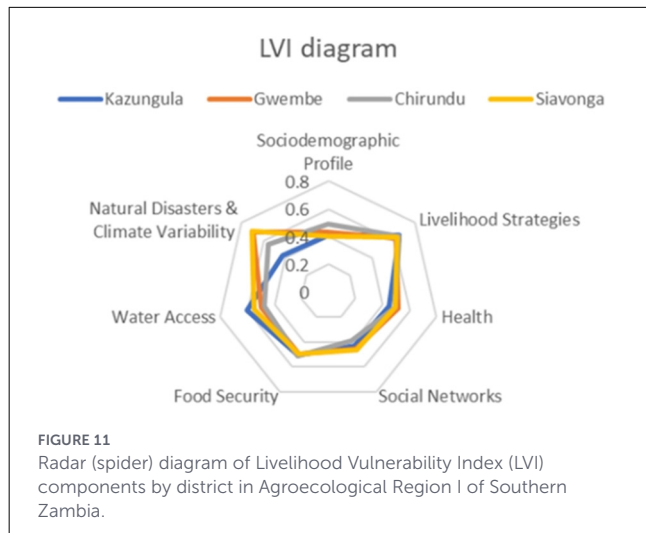 LVI diagram
Kazungula Gwembe Chirundu Siavonga
Sociodemographic
Profile
0.8
0.6
0.4
0.2
0
Natural Disasters &
Climate Variability
Livelihood Strategies
Water Access
Health
Food Security
Social Networks
FIGURE 11
Radar (spider) diagram of Livelihood Vulnerability Index (LVI)
components by district in Agroecological Region I of Southern
Zambia.